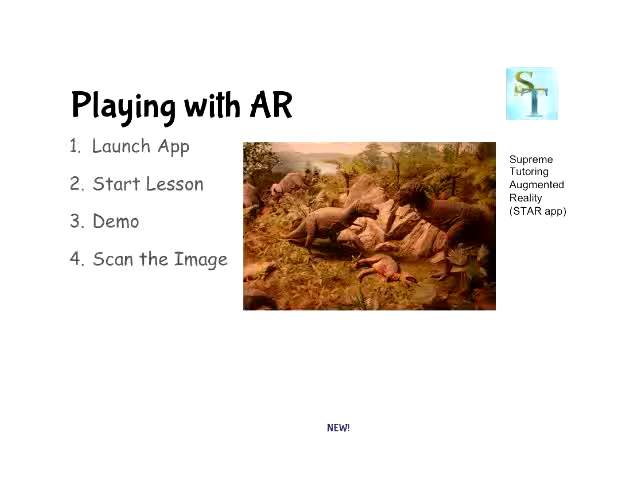 Playing with AR
1. Launch App
2. Start Lesson
3. Demo
4. Scan the Image
ST
Supreme
Tutoring
Augmented
Reality
(STAR app)
NEW!